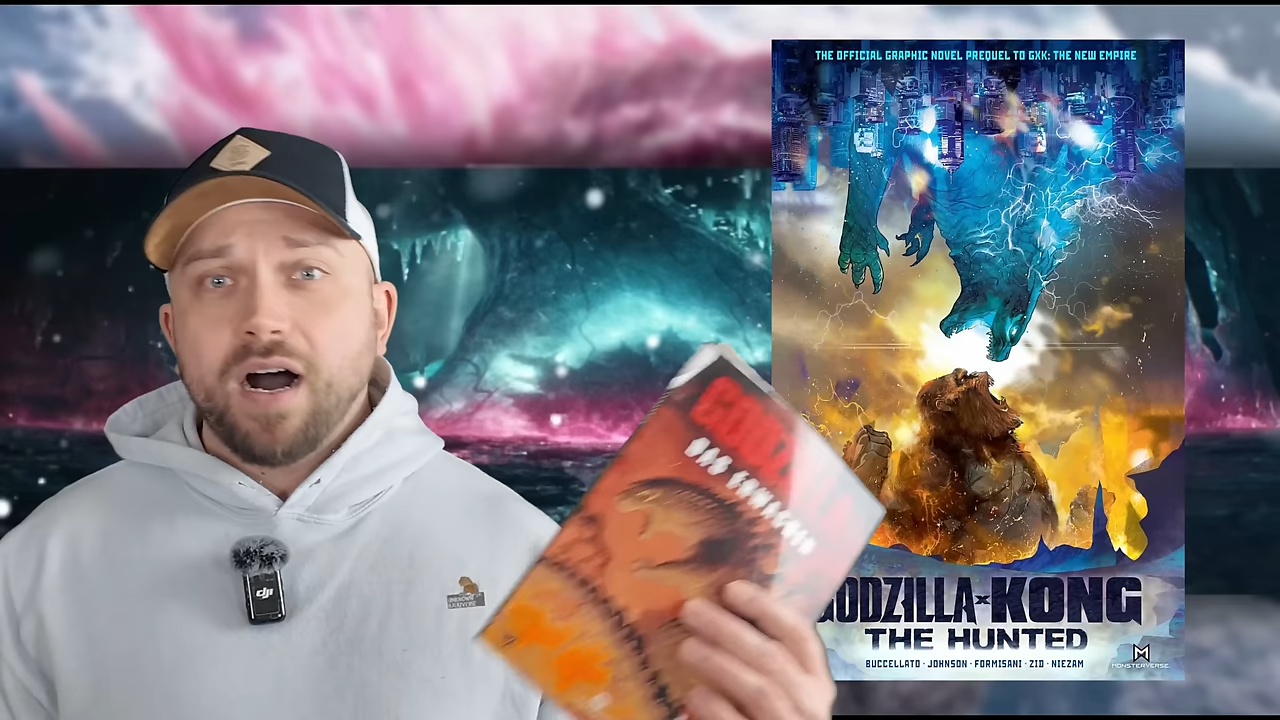 THE OFFICIAL GRAPHIC NOVEL PREQUEL TO GXK: THE NEW EMPIRE
GODZILLA x KONG
THE HUNTED
BUCCELLATO · JOHNSON · FORMISANI · ZID · NIEZAM
MONSTERVERSE
DAS ERWACHEN
dji